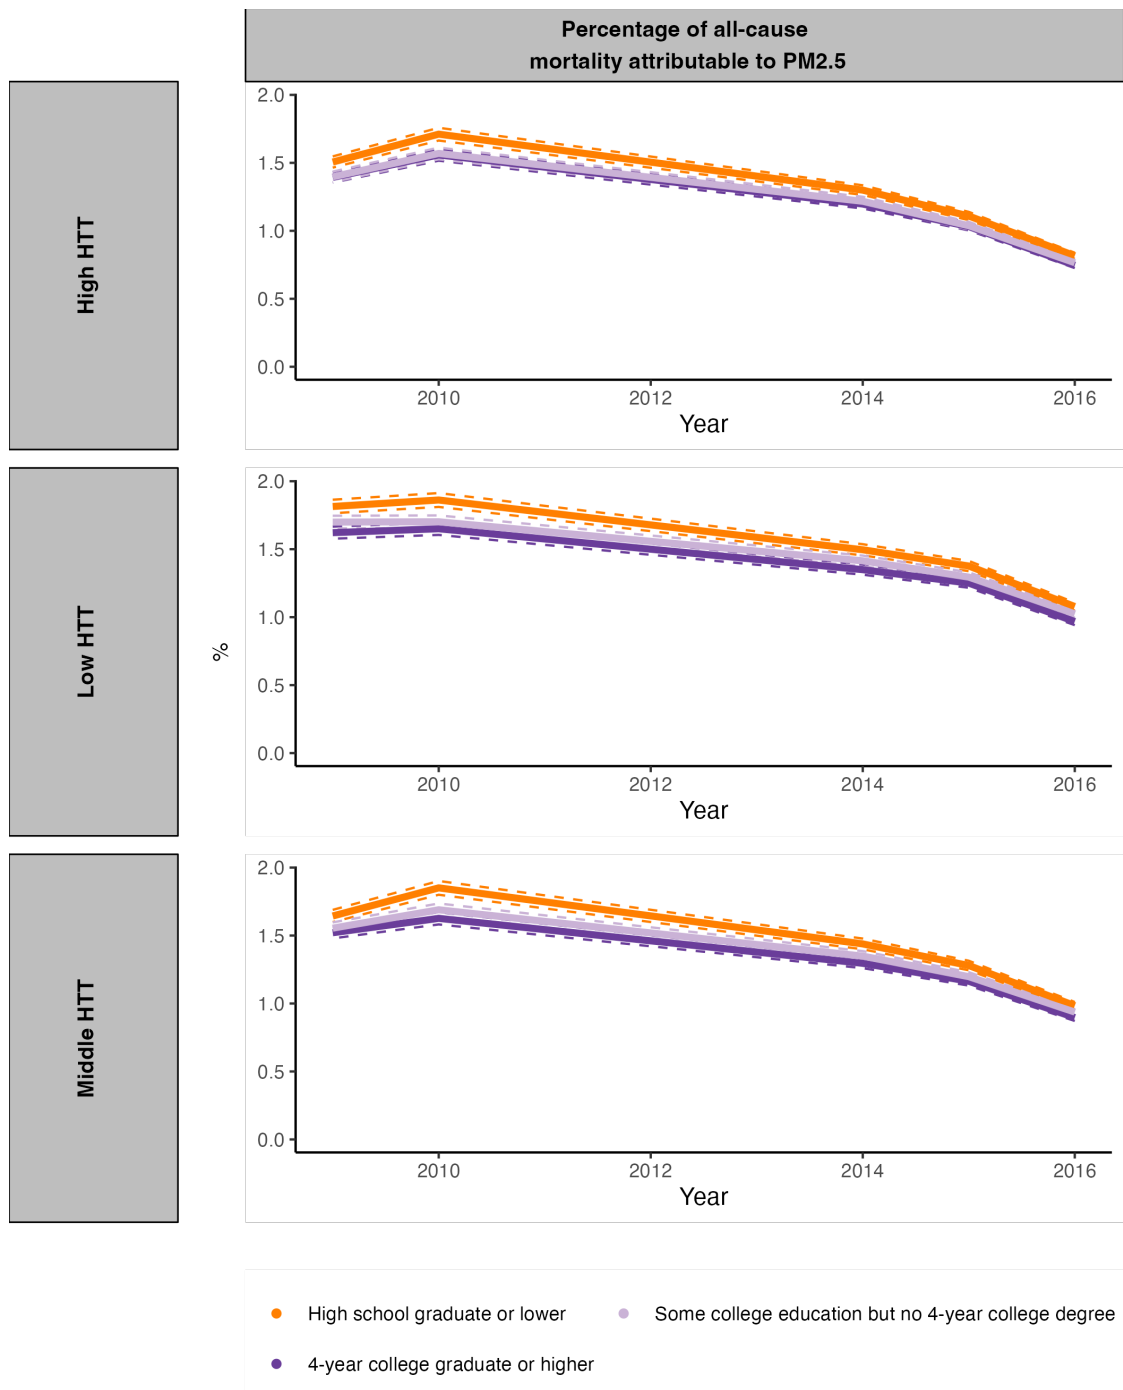 Percentage of all-cause
mortality attributable to PM2.5
High HTT
2.0
1.5
1.0
0.5
0.0
2010 2012 2014 2016
Year
Low HTT
%
2.0
1.5
1.0
0.5
0.0
2010 2012 2014 2016
Year
Middle HTT
2.0
1.5
1.0
0.5
0.0
2010 2012 2014 2016
Year
High school graduate or lower
Some college education but no 4-year college degree
4-year college graduate or higher